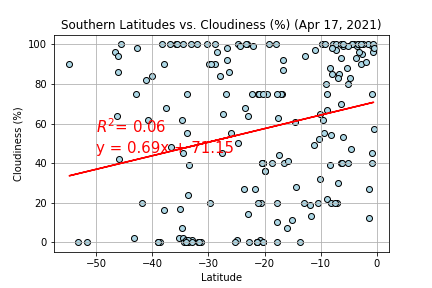 Southern Latitudes vs. Cloudiness (%) (Apr 17, 2021)
100
80
60
40
20
0
Cloudiness (%)
R²= 0.06
y = 0.69x + 71.15
−50
−40
−30
−20
−10
0
Latitude